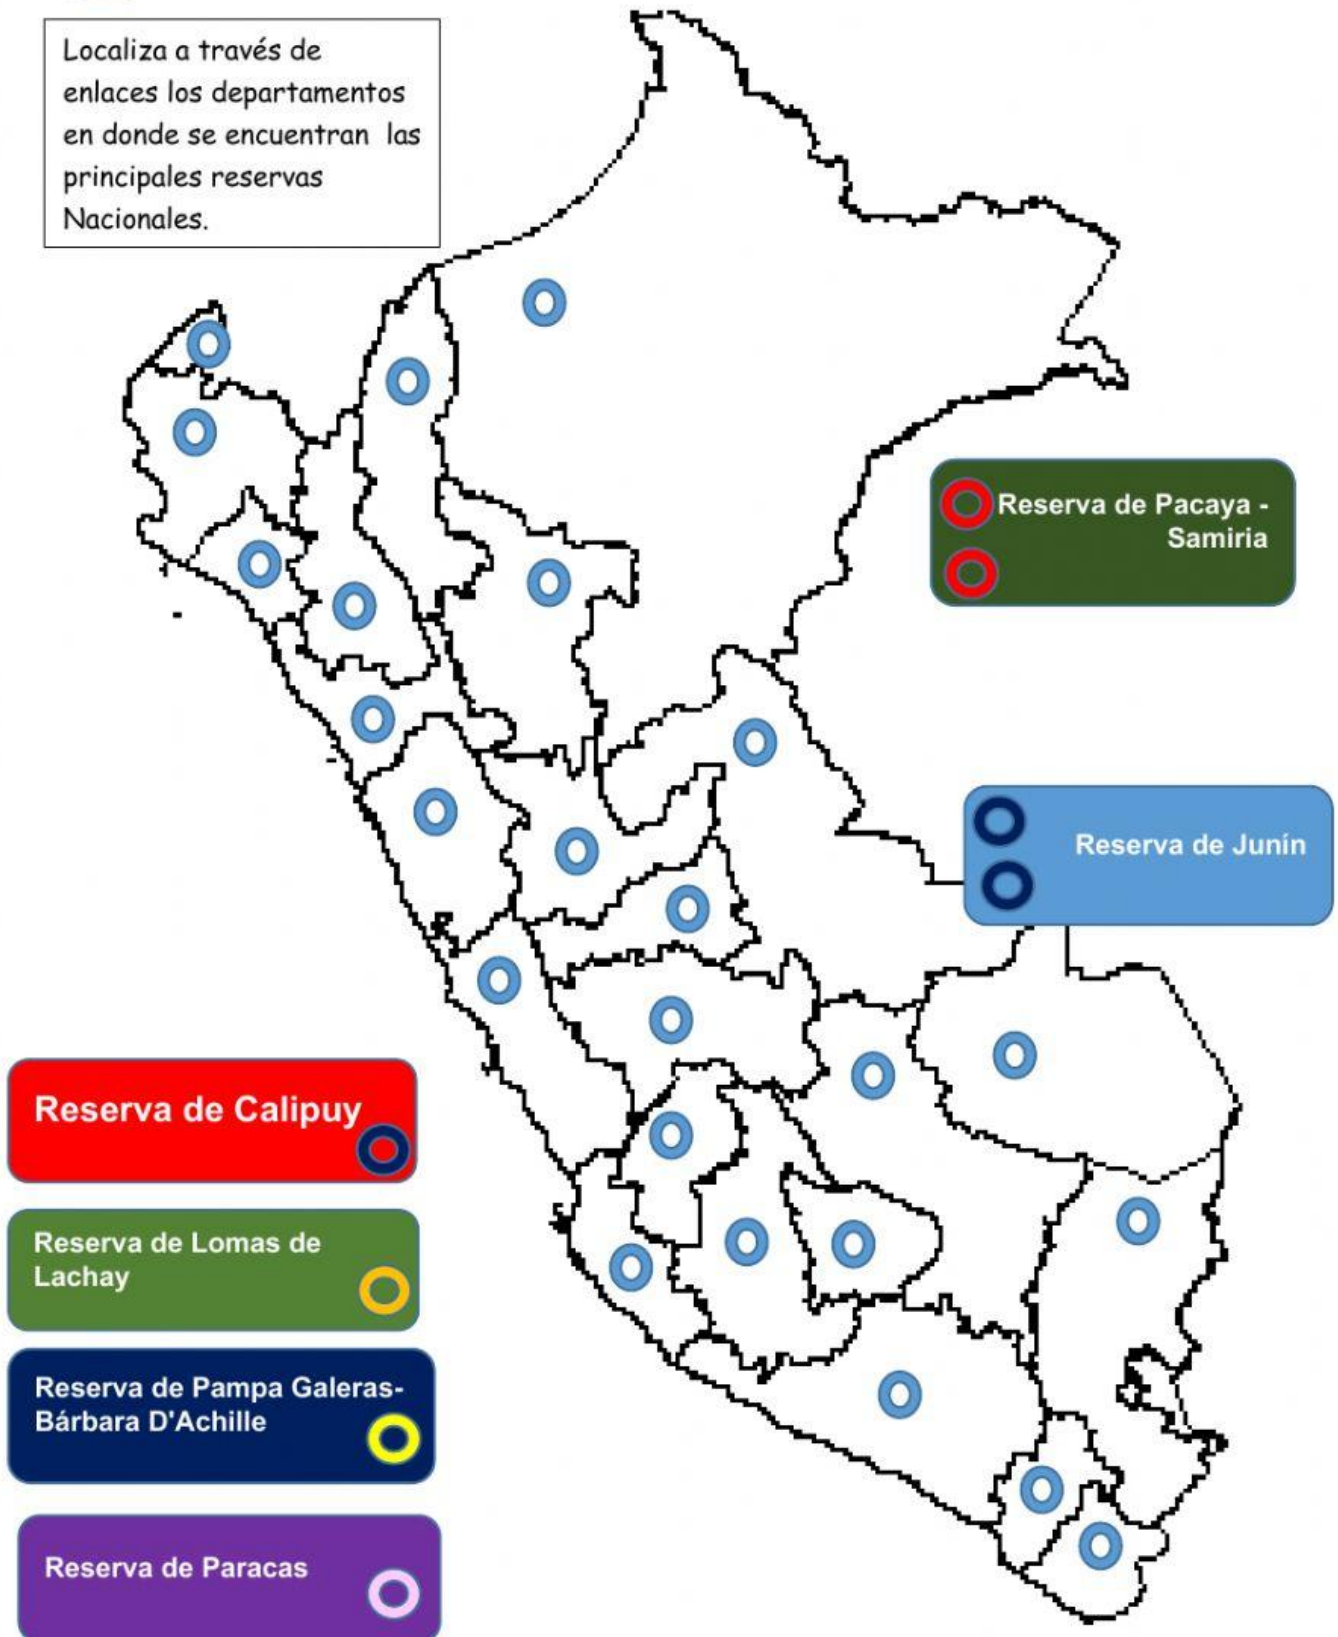 Localiza a través de
enlaces los departamentos
en donde se encuentran las
principales reservas
Nacionales.
Reserva de Pacaya -
Samiria
Reserva de Junín
Reserva de Calipuy
Reserva de Lomas de
Lachay
Reserva de Pampa Galeras-
Bárbara D'Achille
Reserva de Paracas